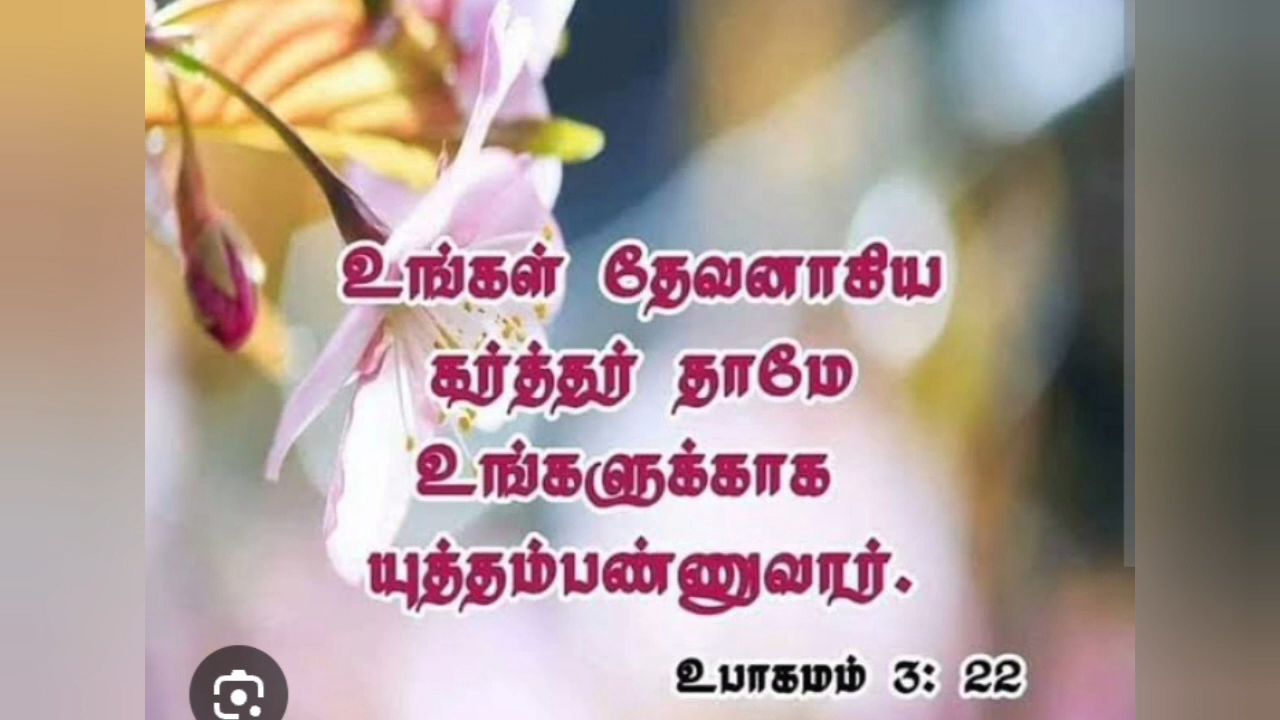 உங்கள் தேவனாகிய
கர்த்தர் தாமே
உங்களுக்காக
யுத்தம்பண்ணுவார்.
உபாகமம் 3: 22